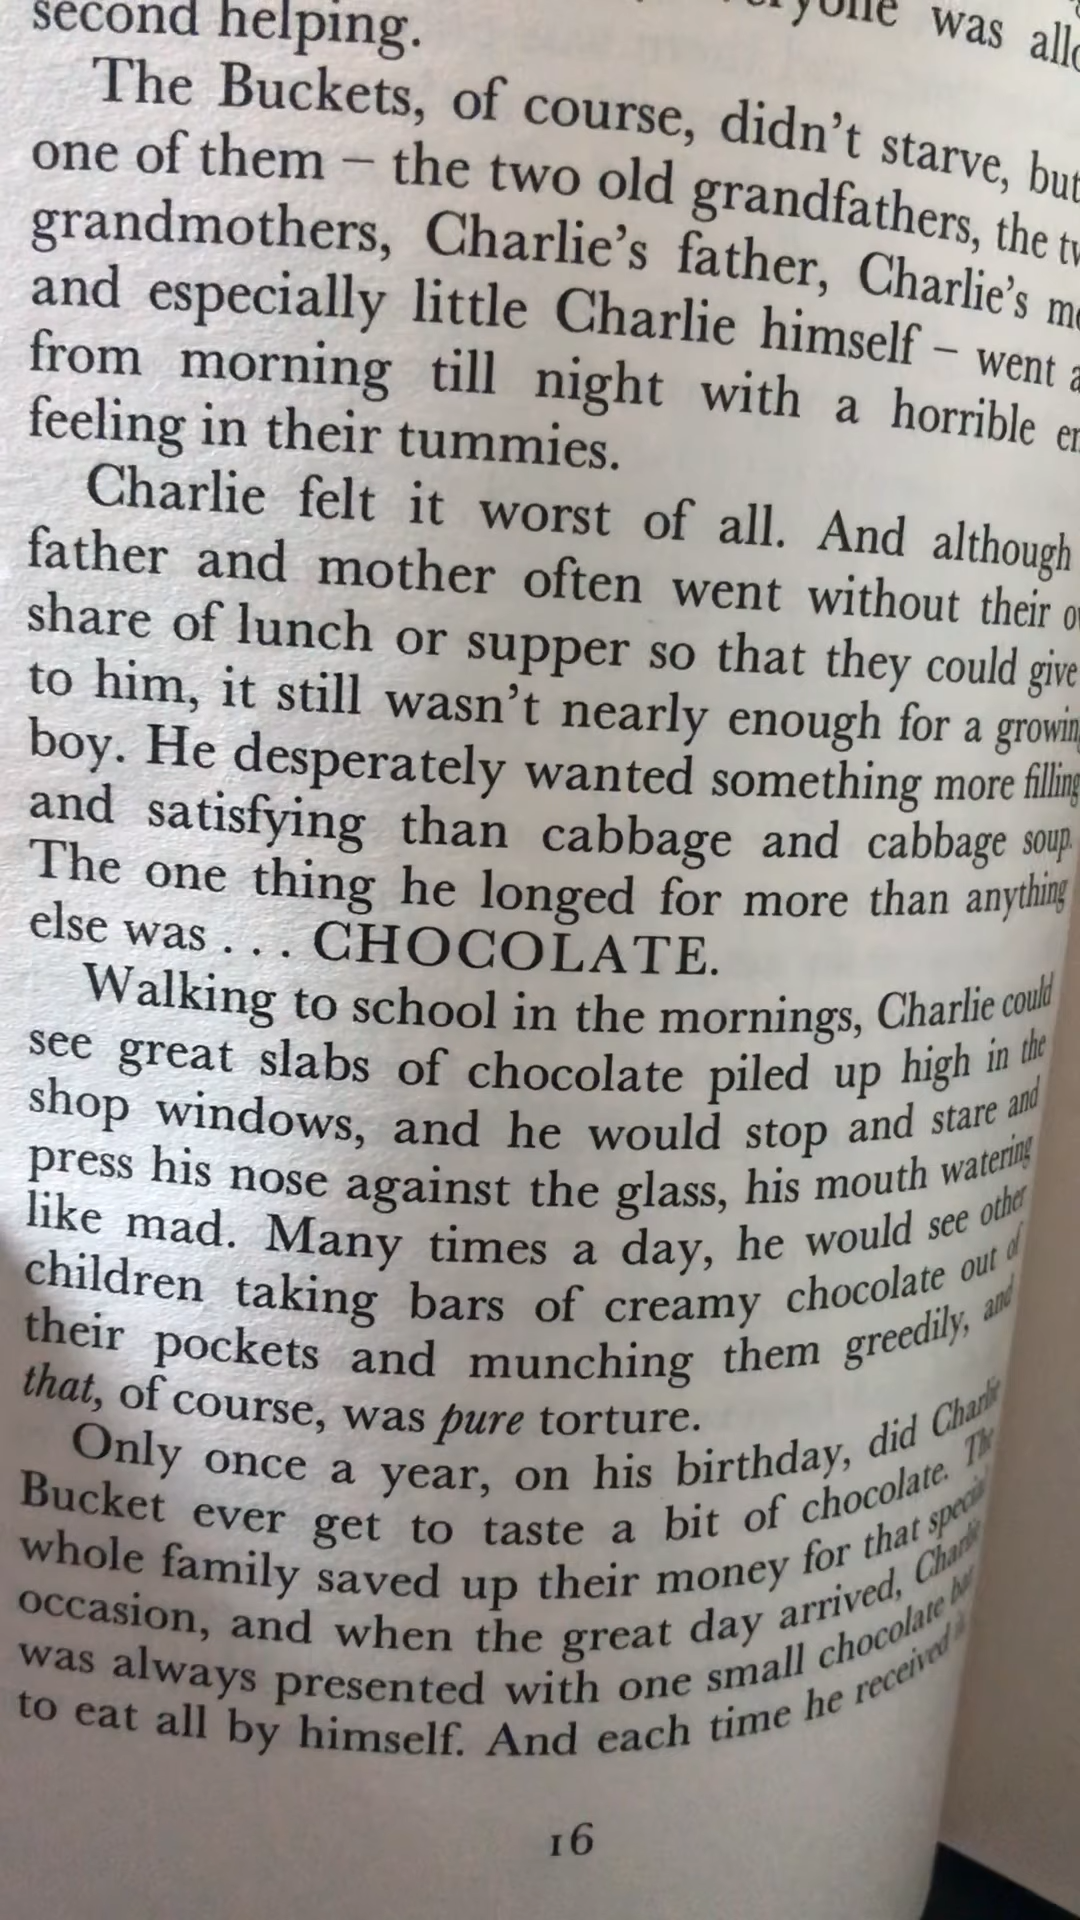 second helping. everyone was
The Buckets, of course, didn't starve, but
one of them – the two old grandfathers, the
grandmothers, Charlie's father, Charlie's
and especially little Charlie himself – went
from morning till night with a horrible
feeling in their tummies.
Charlie felt it worst of all. And although
father and mother often went without their
share of lunch or supper so that they could give
to him, it still wasn't nearly enough for a growin
boy. He desperately wanted something more filling
and satisfying than cabbage and cabbage soup.
The one thing he longed for more than anything
else was . . . CHOCOLATE.
Walking to school in the mornings, Charlie could
see great slabs of chocolate piled up high in the
shop windows, and he would stop and stare and
press his nose against the glass, his mouth watering
like mad. Many times a day, he would see other
children taking bars of creamy chocolate out of
their pockets and munching them greedily, and
that, of course, was pure torture.
Only once a year, on his birthday, did Charlie
Bucket ever get to taste a bit of chocolate. The
whole family saved up their money for that special
occasion, and when the great day arrived, Charlie
was always presented with one small chocolate bar
to eat all by himself. And each time he received
16